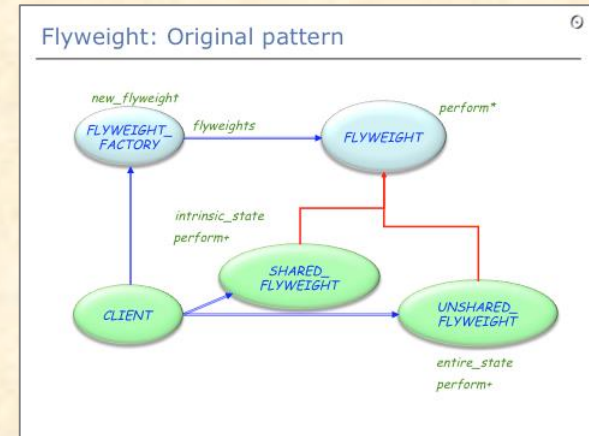 Flyweight: Original pattern
new_flyweight
FLYWEIGHT_
FACTORY
flyweights
FLYWEIGHT
perform*
intrinsic_state
perform+
SHARED_
FLYWEIGHT
CLIENT
UNSHARED_
FLYWEIGHT
entire_state
perform+